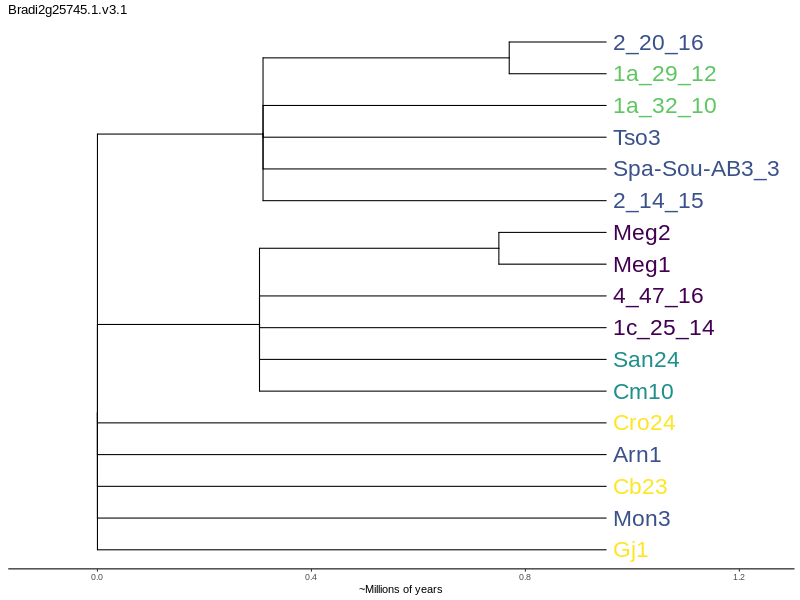 Bradi2g25745.1.v3.1
2_20_16
1a_29_12
1a_32_10
Tso3
Spa-Sou-AB3_3
2_14_15
Meg2
Meg1
4_47_16
1c_25_14
San24
Cm10
Cro24
Arn1
Cb23
Mon3
Gj1
0.0 0.4 0.8 1.2
~Millions of years